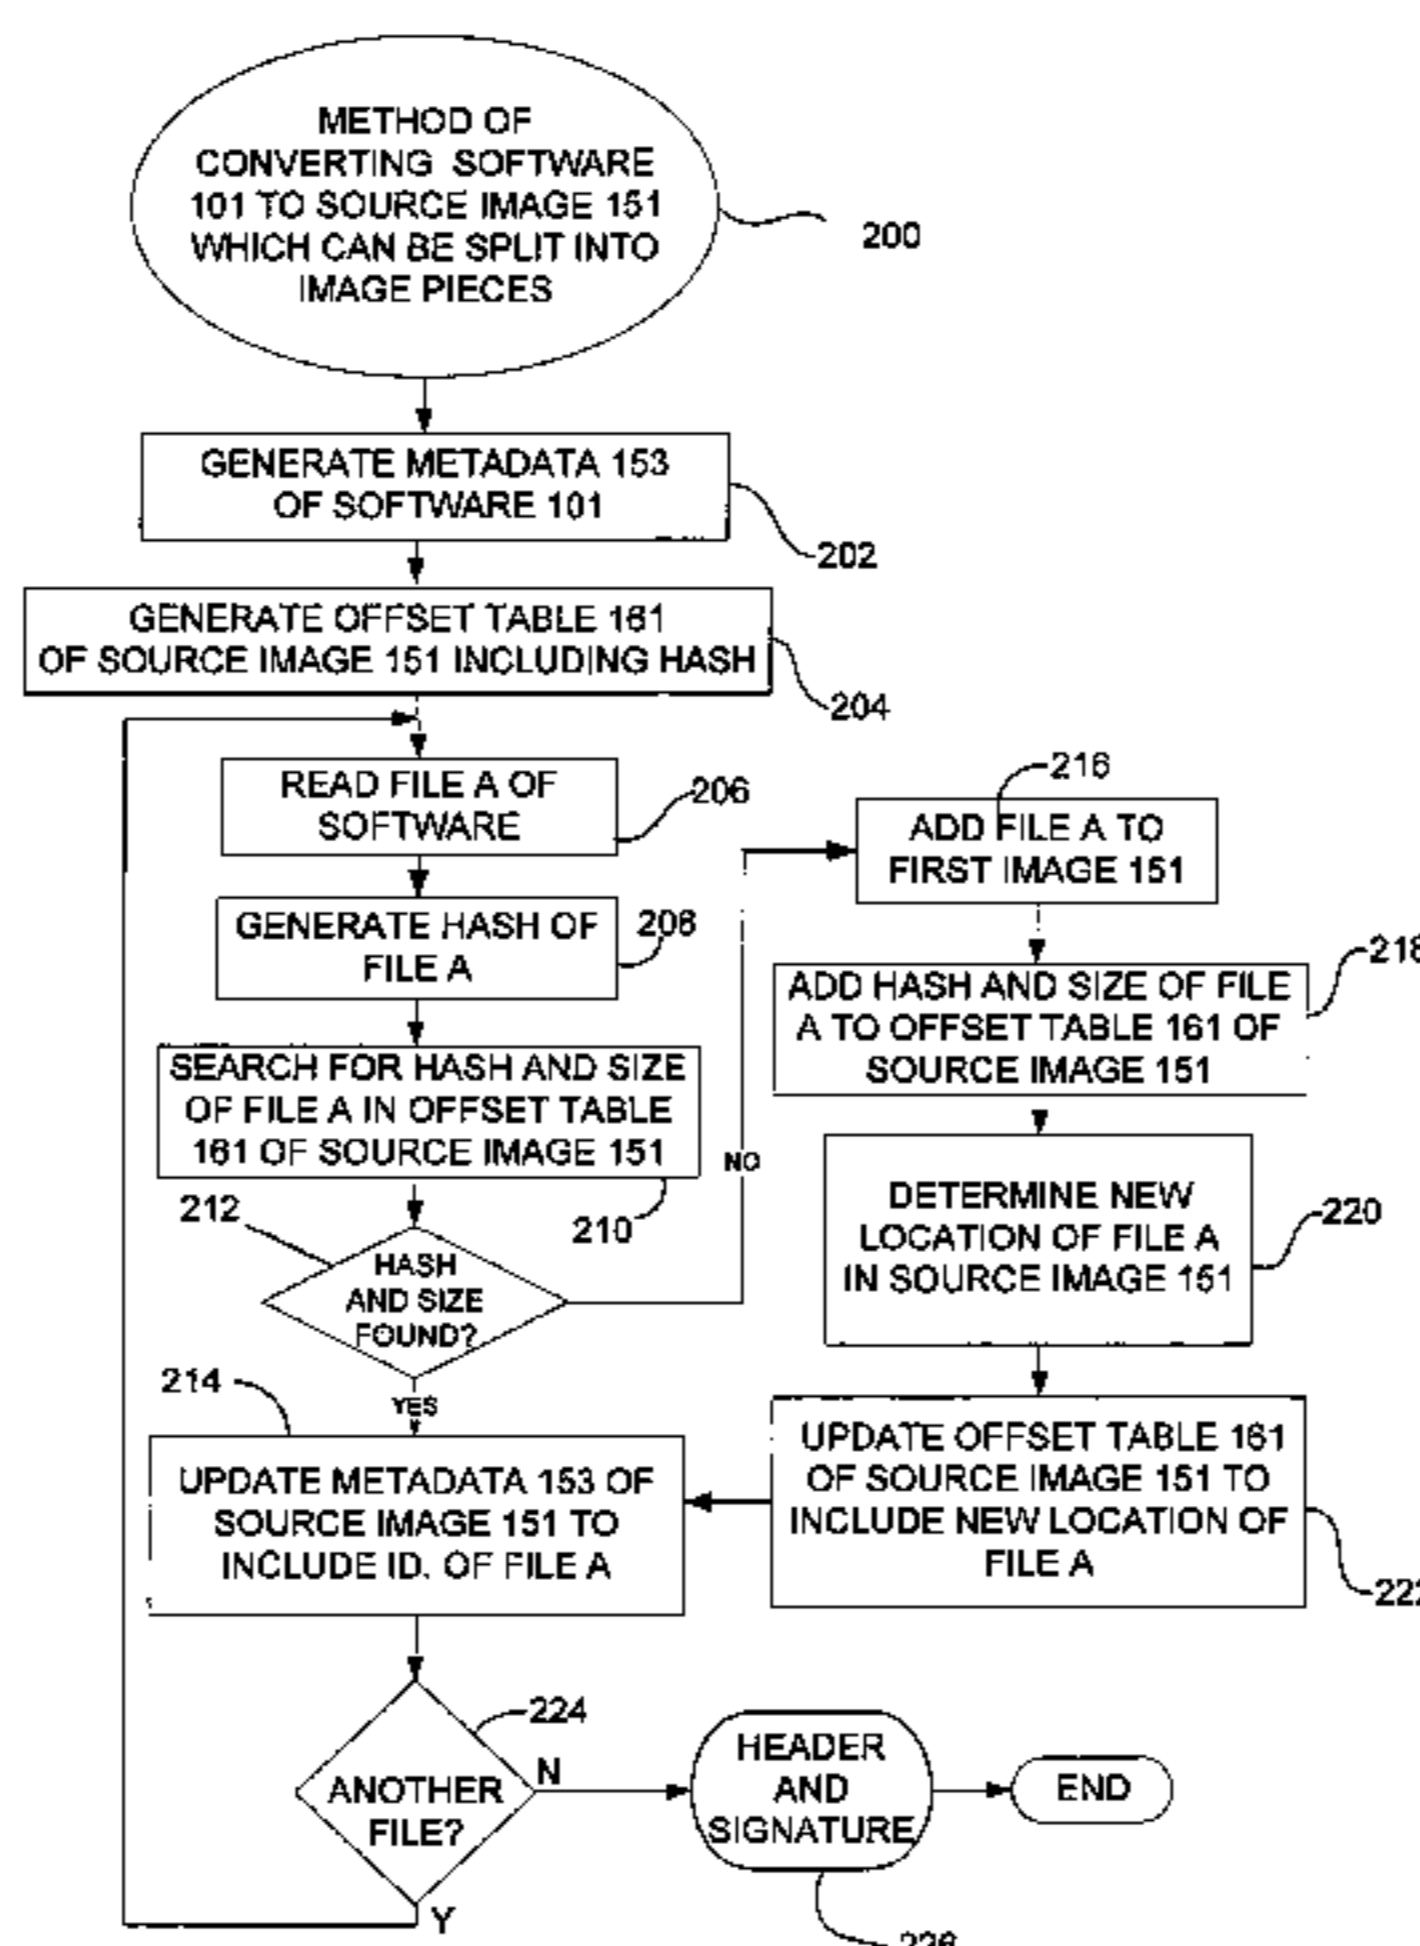 METHOD OF
CONVERTING SOFTWARE
101 TO SOURCE IMAGE 151
WHICH CAN BE SPLIT INTO
IMAGE PIECES
200
GENERATE METADATA 153
OF SOFTWARE 101
202
GENERATE OFFSET TABLE 161
OF SOURCE IMAGE 151 INCLUDING HASH
204
READ FILE A OF
SOFTWARE
206
GENERATE HASH OF
FILE A
208
SEARCH FOR HASH AND SIZE
OF FILE A IN OFFSET TABLE
161 OF SOURCE IMAGE 151
210
212
HASH
AND SIZE
FOUND?
NO
YES
214
UPDATE METADATA 153 OF
SOURCE IMAGE 151 TO
INCLUDE ID. OF FILE A
216
ADD FILE A TO
FIRST IMAGE 151
218
ADD HASH AND SIZE OF FILE
A TO OFFSET TABLE 161 OF
SOURCE IMAGE 151
DETERMINE NEW
LOCATION OF FILE A
IN SOURCE IMAGE 151
220
UPDATE OFFSET TABLE 161
OF SOURCE IMAGE 151 TO
INCLUDE NEW LOCATION OF
FILE A
222
224
ANOTHER
FILE?
N
Y
HEADER
AND
SIGNATURE
END